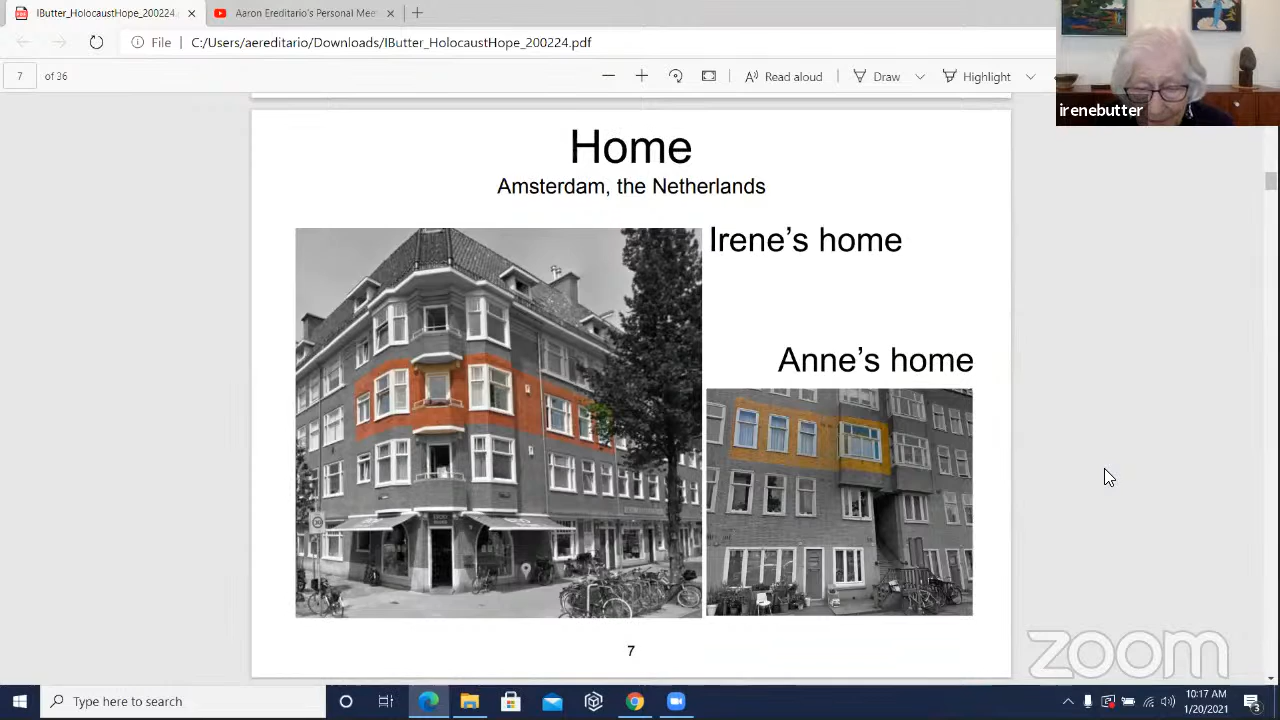 IButter_HolocaustHope_200224.
Aaron Ereditario's Personal Mee
File
C:/Users/aereditario/Downloads/IButter_HolocaustHope_200224.pdf
7 of 36
Read aloud
Draw
Highlight
irenebutter
Home
Amsterdam, the Netherlands
Irene's home
Anne's home
7
zoom
Type here to search
10:17 AM
1/20/2021
3